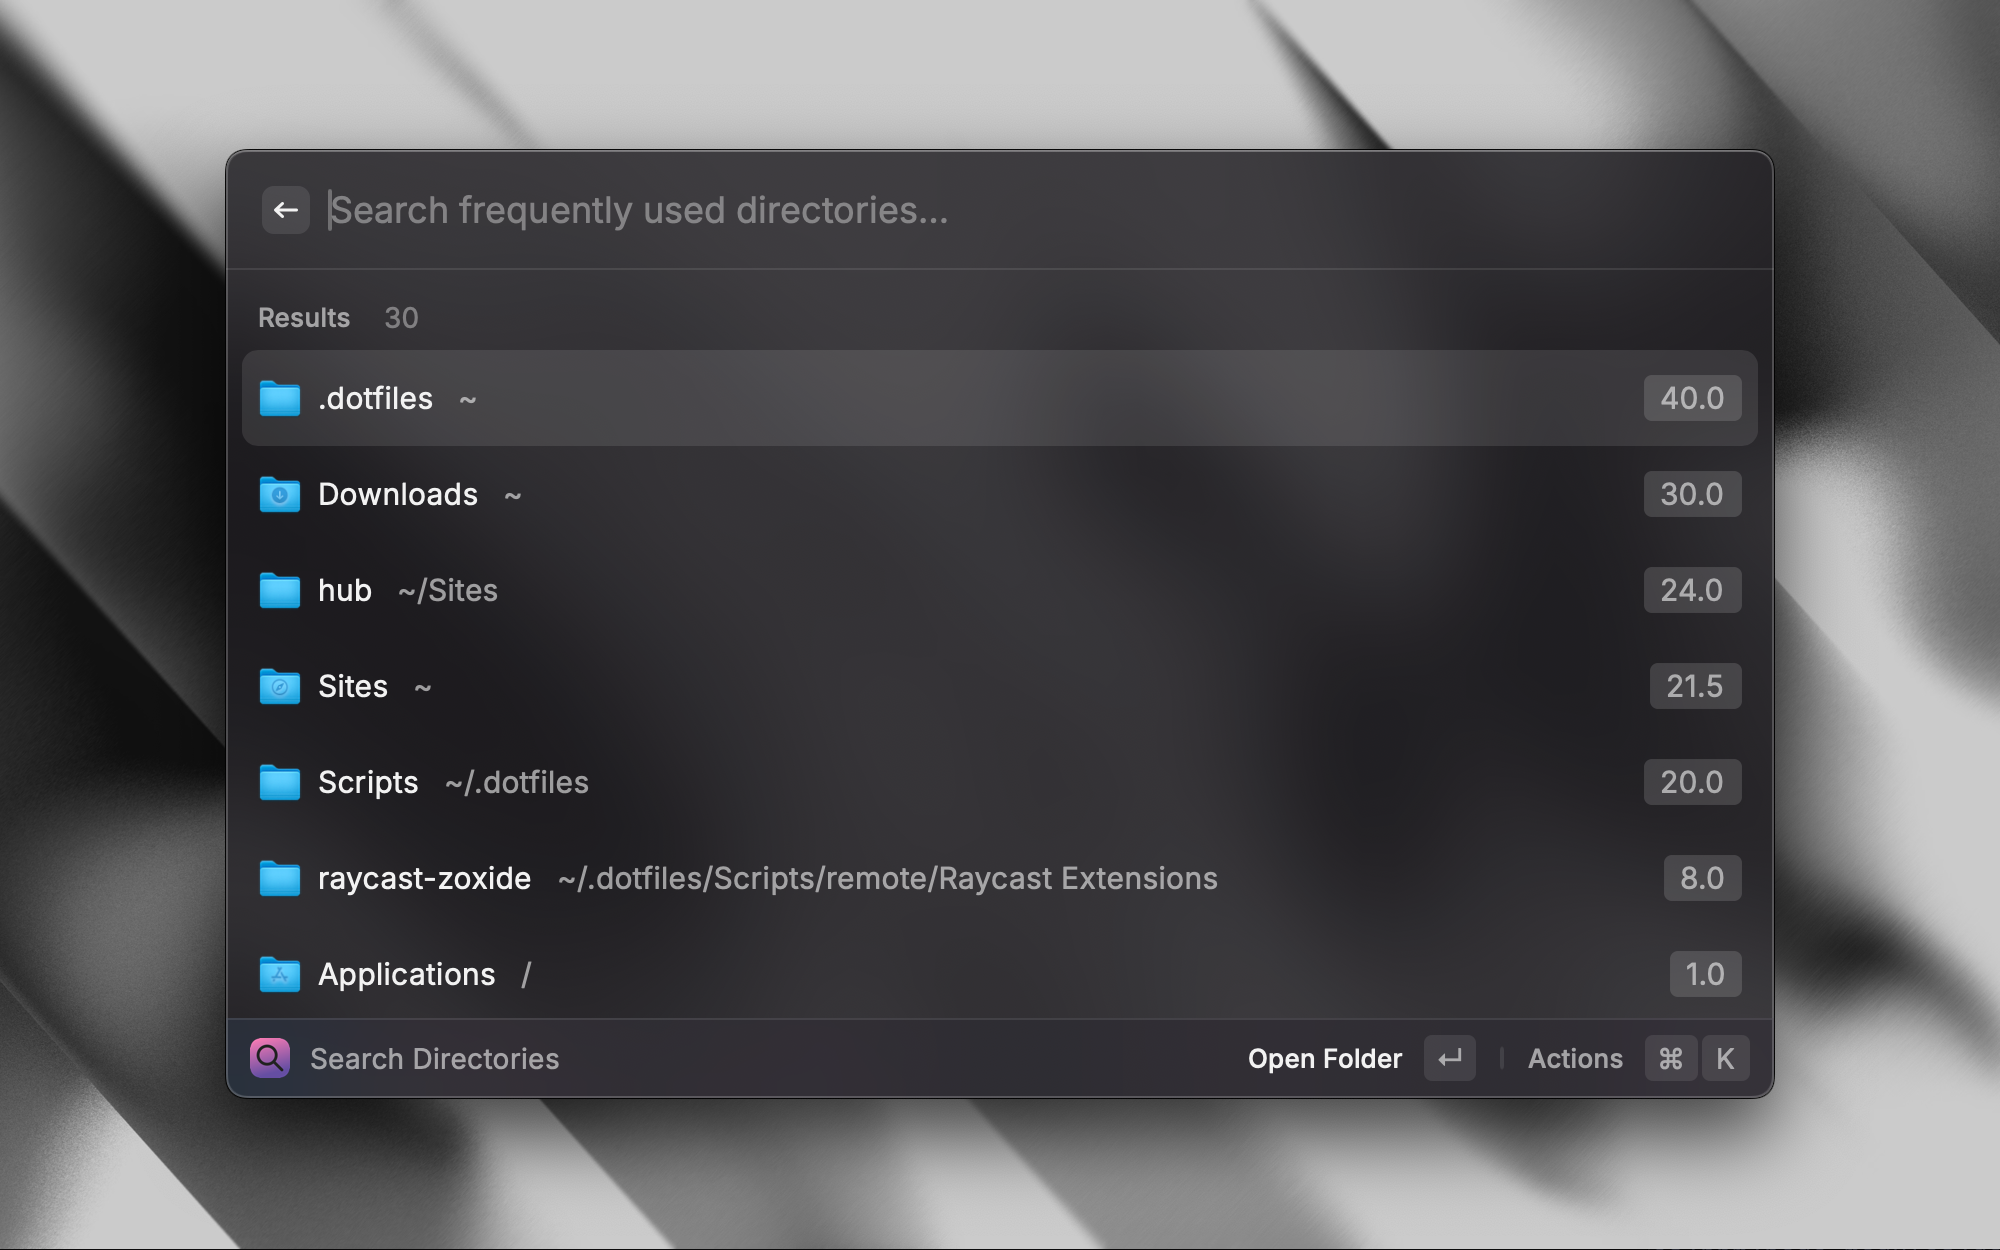 Search frequently used directories...
Results 30
.dotfiles ~ 40.0
Downloads ~ 30.0
hub ~/Sites 24.0
Sites ~ 21.5
Scripts ~/.dotfiles 20.0
raycast-zoxide ~/.dotfiles/Scripts/remote/Raycast Extensions 8.0
Applications / 1.0
Search Directories Open Folder ↵ Actions ⌘ K